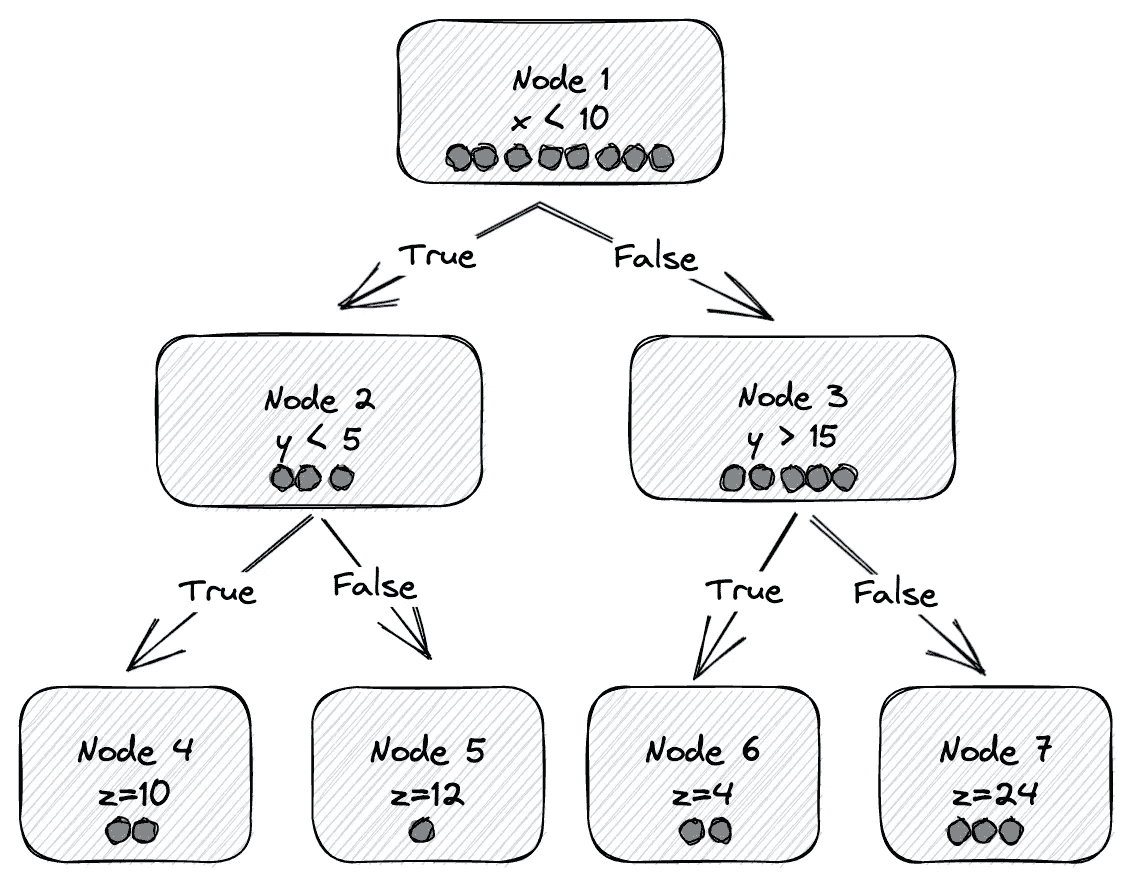 Node 1
x < 10
True
False
Node 2
y < 5
Node 3
y > 15
True
False
True
False
Node 4
z=10
Node 5
z=12
Node 6
z=4
Node 7
z=24